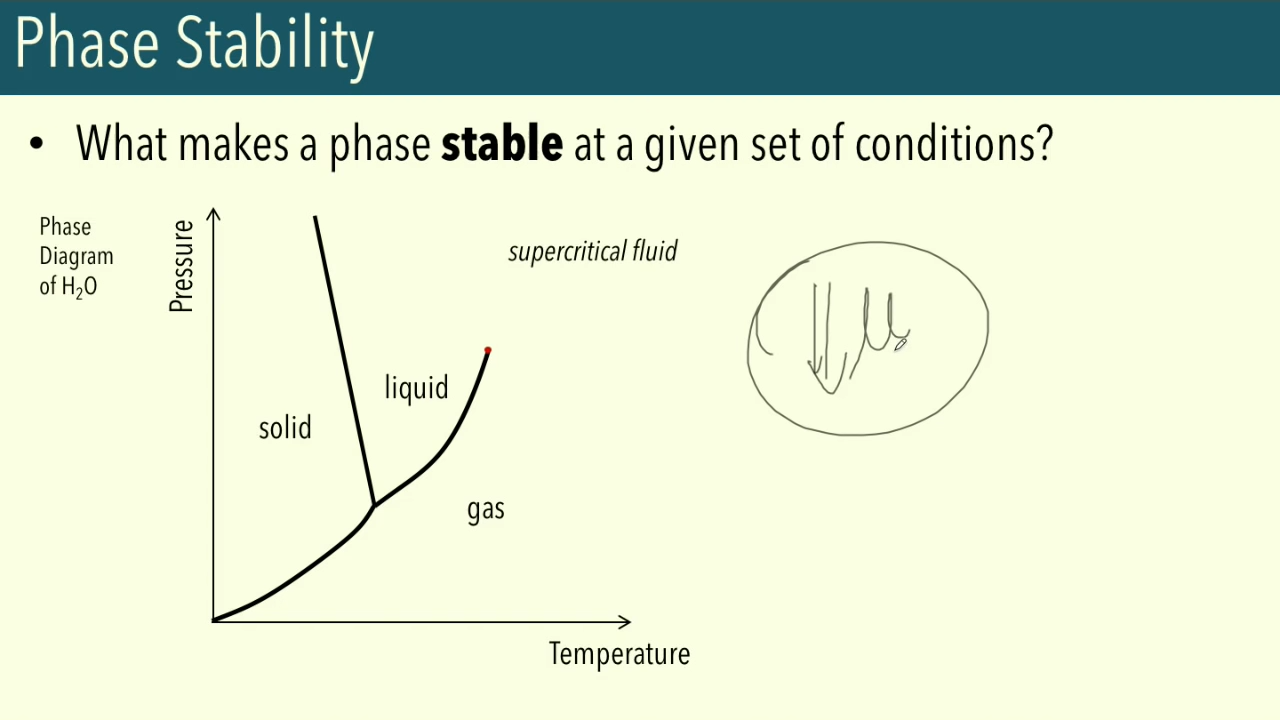 Phase Stability
• What makes a phase stable at a given set of conditions?
Phase
Diagram
of H₂O
Pressure
supercritical fluid
↓ μ
liquid
solid
gas
Temperature